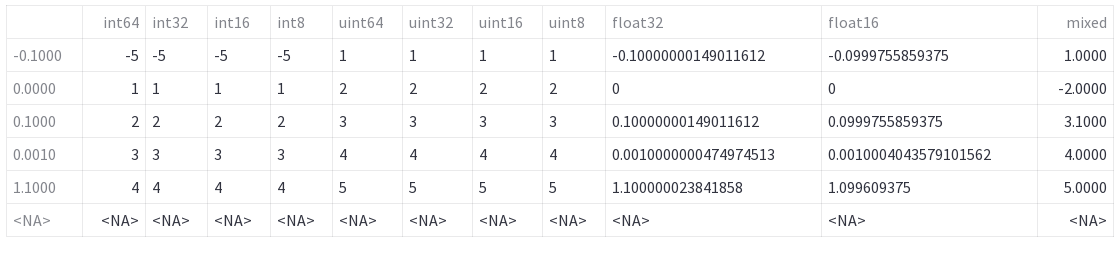 int64 int32 int16 int8 uint64 uint32 uint16 uint8 float32 float16 mixed
-0.1000 -5 -5 -5 -5 1 1 1 1 -0.10000000149011612 -0.0999755859375 1.0000
0.0000 1 1 1 1 2 2 2 2 0 0 -2.0000
0.1000 2 2 2 2 3 3 3 3 0.10000000149011612 0.0999755859375 3.1000
0.0010 3 3 3 3 4 4 4 4 0.0010000000474974513 0.0010004043579101562 4.0000
1.1000 4 4 4 4 5 5 5 5 1.100000023841858 1.099609375 5.0000
<NA> <NA> <NA> <NA> <NA> <NA> <NA> <NA> <NA> <NA> <NA> <NA>